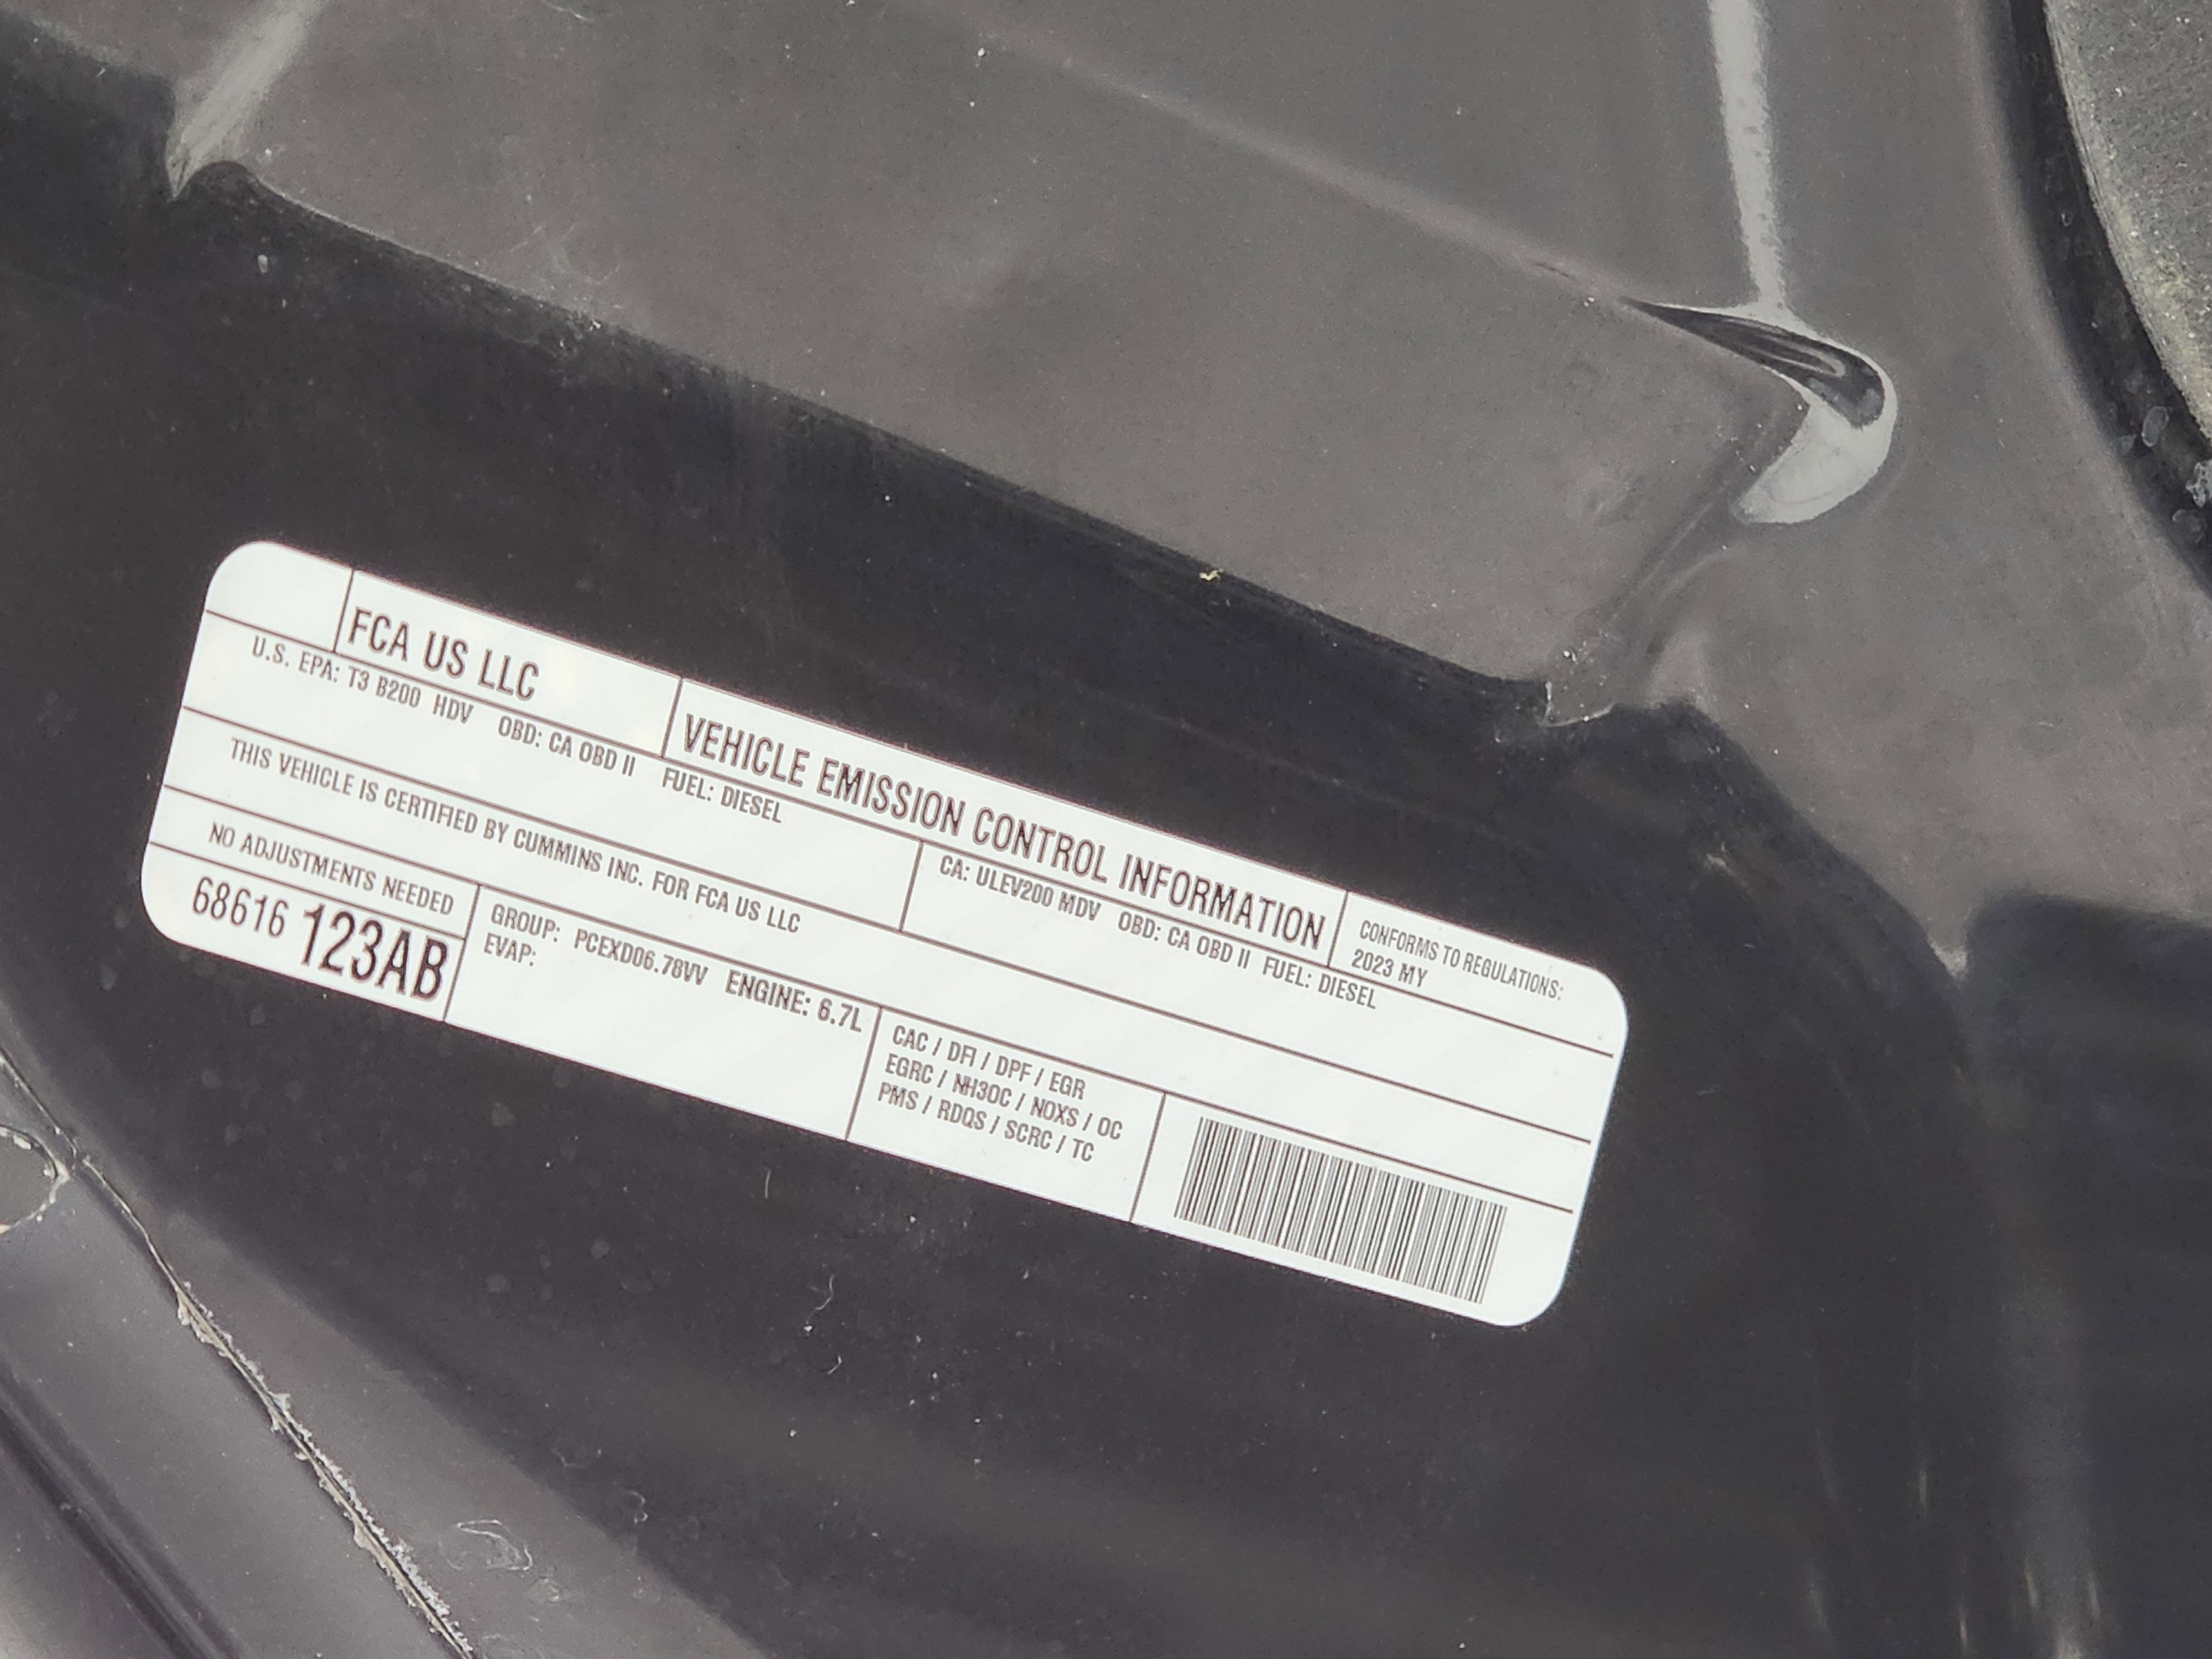 FCA US LLC
VEHICLE EMISSION CONTROL INFORMATION
CONFORMS TO REGULATIONS:
2023 MY
U.S. EPA: T3 B200 HDV OBD: CA OBD II FUEL: DIESEL
CA: ULEV200 MDV OBD: CA OBD II FUEL: DIESEL
THIS VEHICLE IS CERTIFIED BY CUMMINS INC. FOR FCA US LLC
NO ADJUSTMENTS NEEDED
68616 123AB
GROUP: PCEXD06.78VV ENGINE: 6.7L
EVAP:
CAC / DFI / DPF / EGR
EGRC / NH3OC / NOXS / OC
PMS / RDQS / SCRC / TC